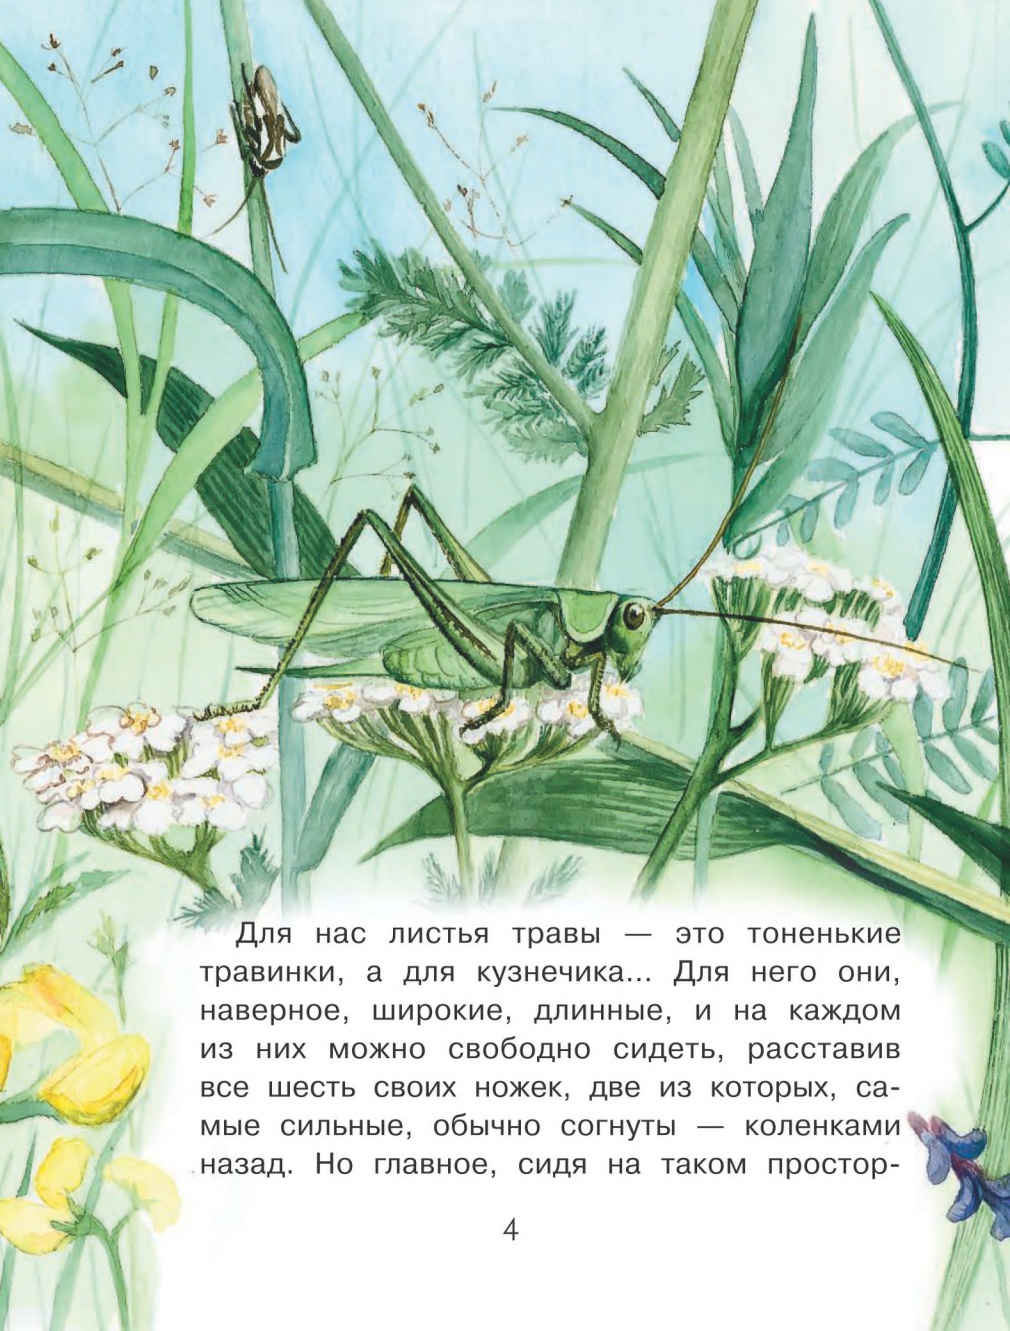 Для нас листья травы — это тоненькие
травинки, а для кузнечика... Для него они,
наверное, широкие, длинные, и на каждом
из них можно свободно сидеть, расставив
все шесть своих ножек, две из которых, са-
мые сильные, обычно согнуты — коленками
назад. Но главное, сидя на таком простор-
4